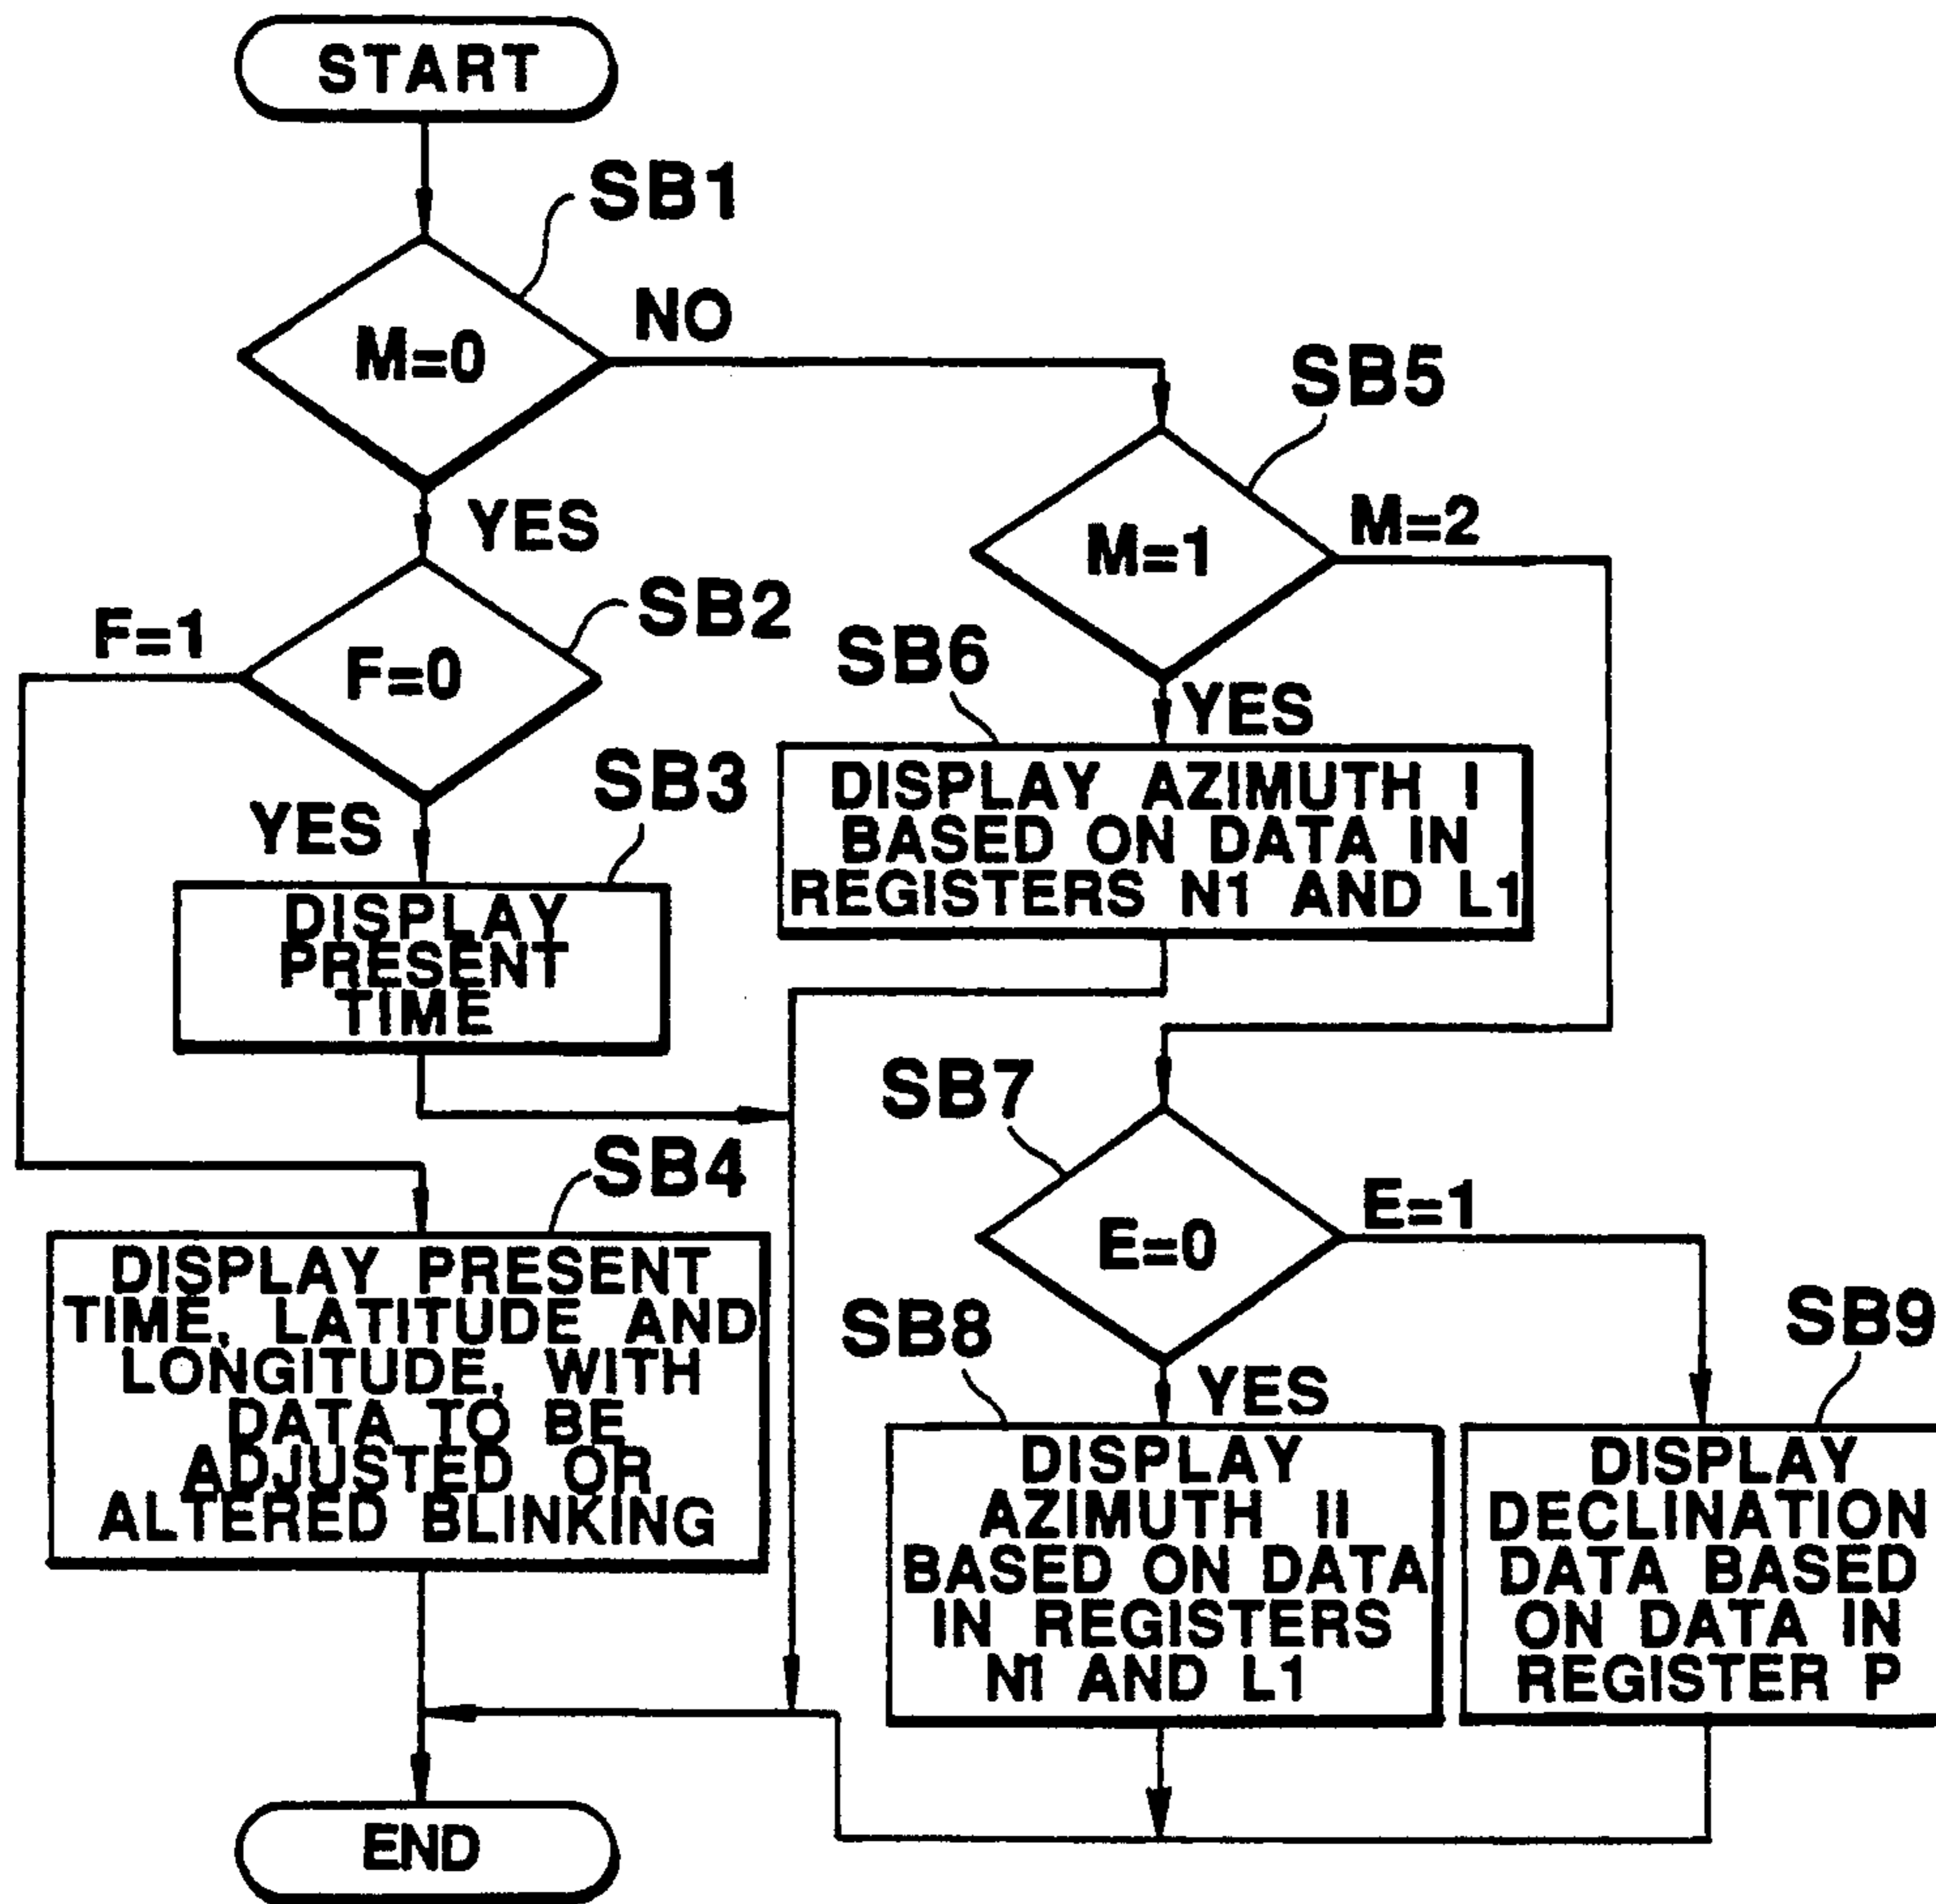 START
SB1
M=0
NO
YES
SB5
M=1
M=2
SB2
F=1
F=0
YES
SB6
YES
SB3
DISPLAY AZIMUTH I
BASED ON DATA IN
REGISTERS N1 AND L1
DISPLAY
PRESENT
TIME
SB7
E=0
E=1
SB4
DISPLAY PRESENT
TIME, LATITUDE AND
LONGITUDE, WITH
DATA TO BE
ADJUSTED OR
ALTERED BLINKING
SB8
YES
SB9
DISPLAY
AZIMUTH II
BASED ON DATA
IN REGISTERS
N1 AND L1
DISPLAY
DECLINATION
DATA BASED
ON DATA IN
REGISTER P
END